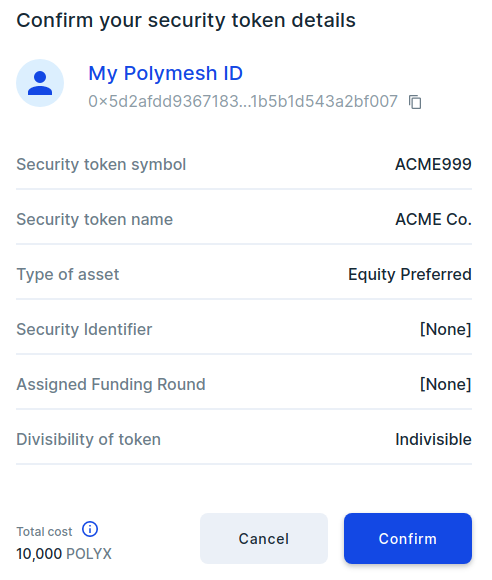 Confirm your security token details
My Polymesh ID
0×5d2afdd9367183...1b5b1d543a2bf007
Security token symbol ACME999
Security token name ACME Co.
Type of asset Equity Preferred
Security Identifier [None]
Assigned Funding Round [None]
Divisibility of token Indivisible
Total cost
10,000 POLYX
Cancel
Confirm